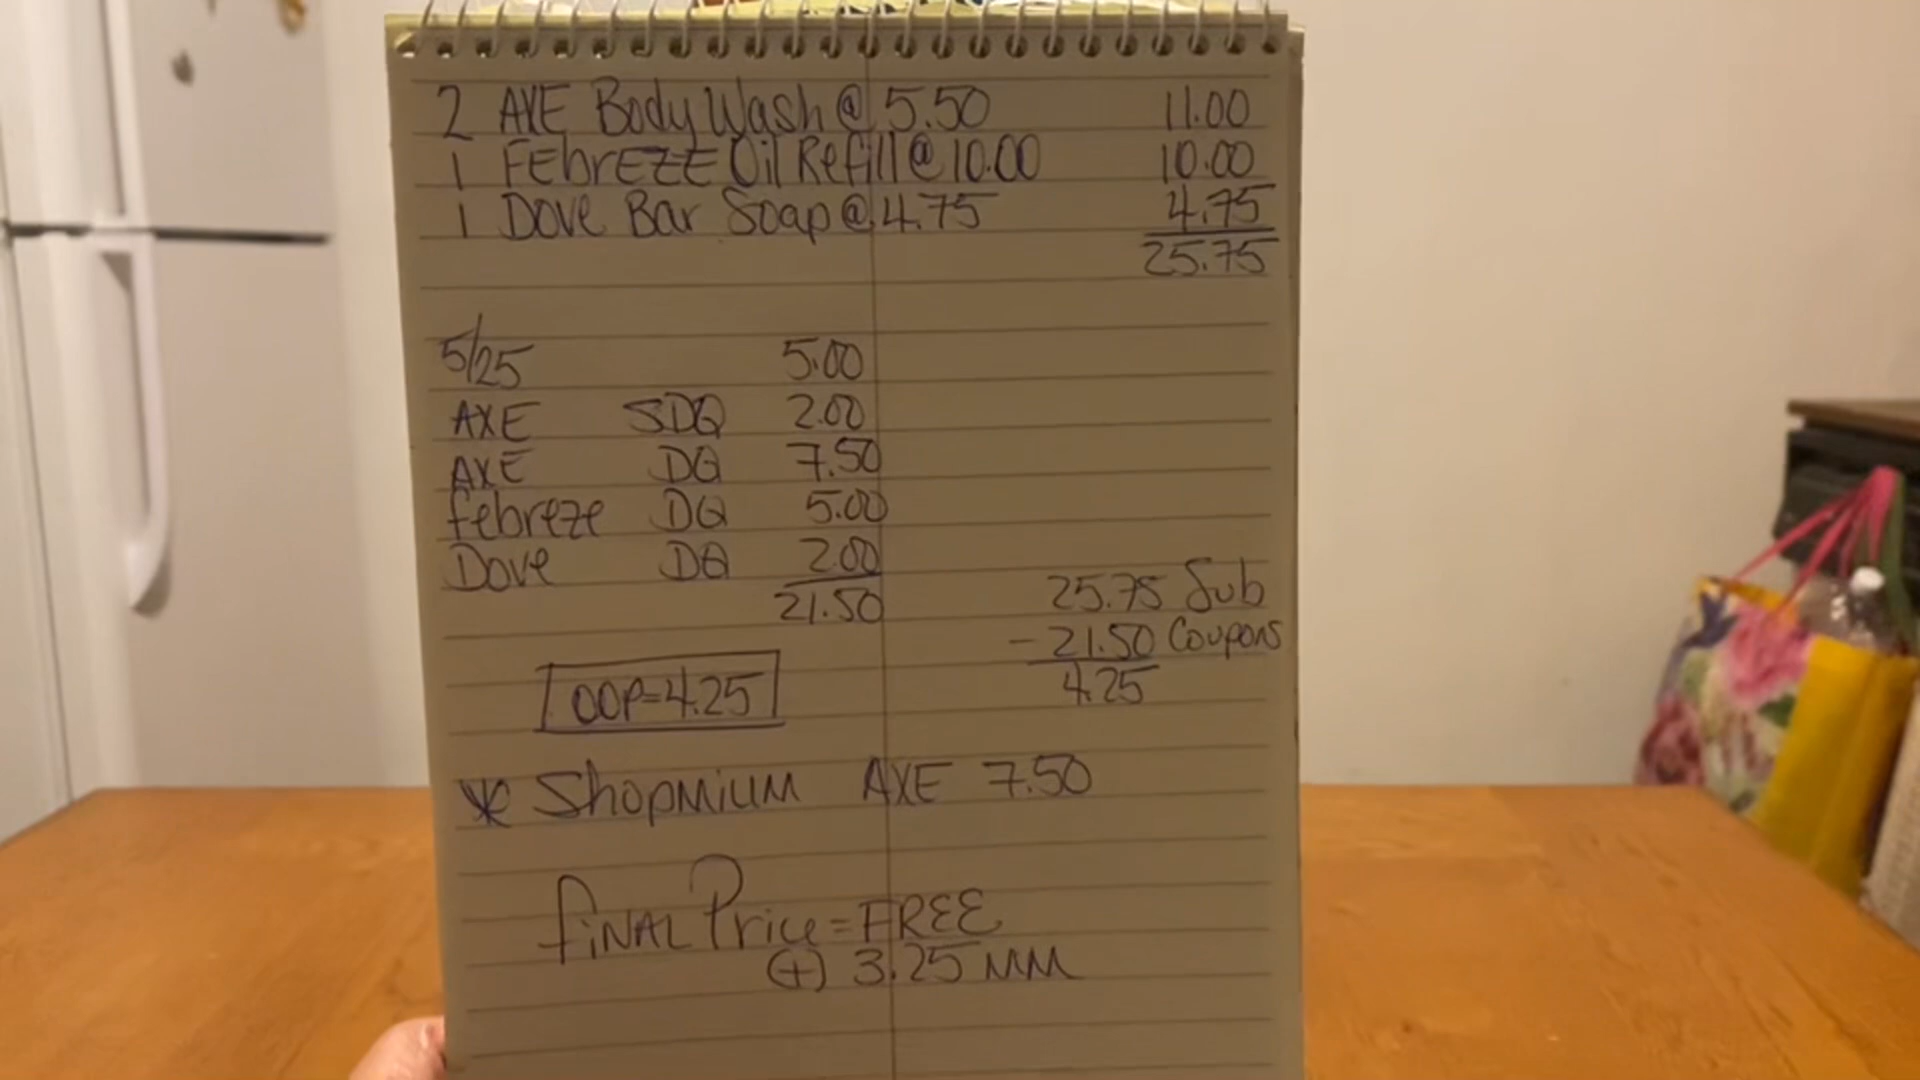 2 AXE Body Wash @ 5.50 11.00
1 FEbrEZE Oil Refill @ 10.00 10.00
1 Dove Bar Soap @ 4.75 4.75
25.75
5/25 5.00
AXE SDQ 2.00
AXE DQ 7.50
febreze DQ 5.00
Dove DQ 2.00
21.50
25.75 Sub
- 21.50 Coupons
4.25
OOP=4.25
* Shopmium AXE 7.50
fiNAL Price = FREE
(+) 3.25 MM